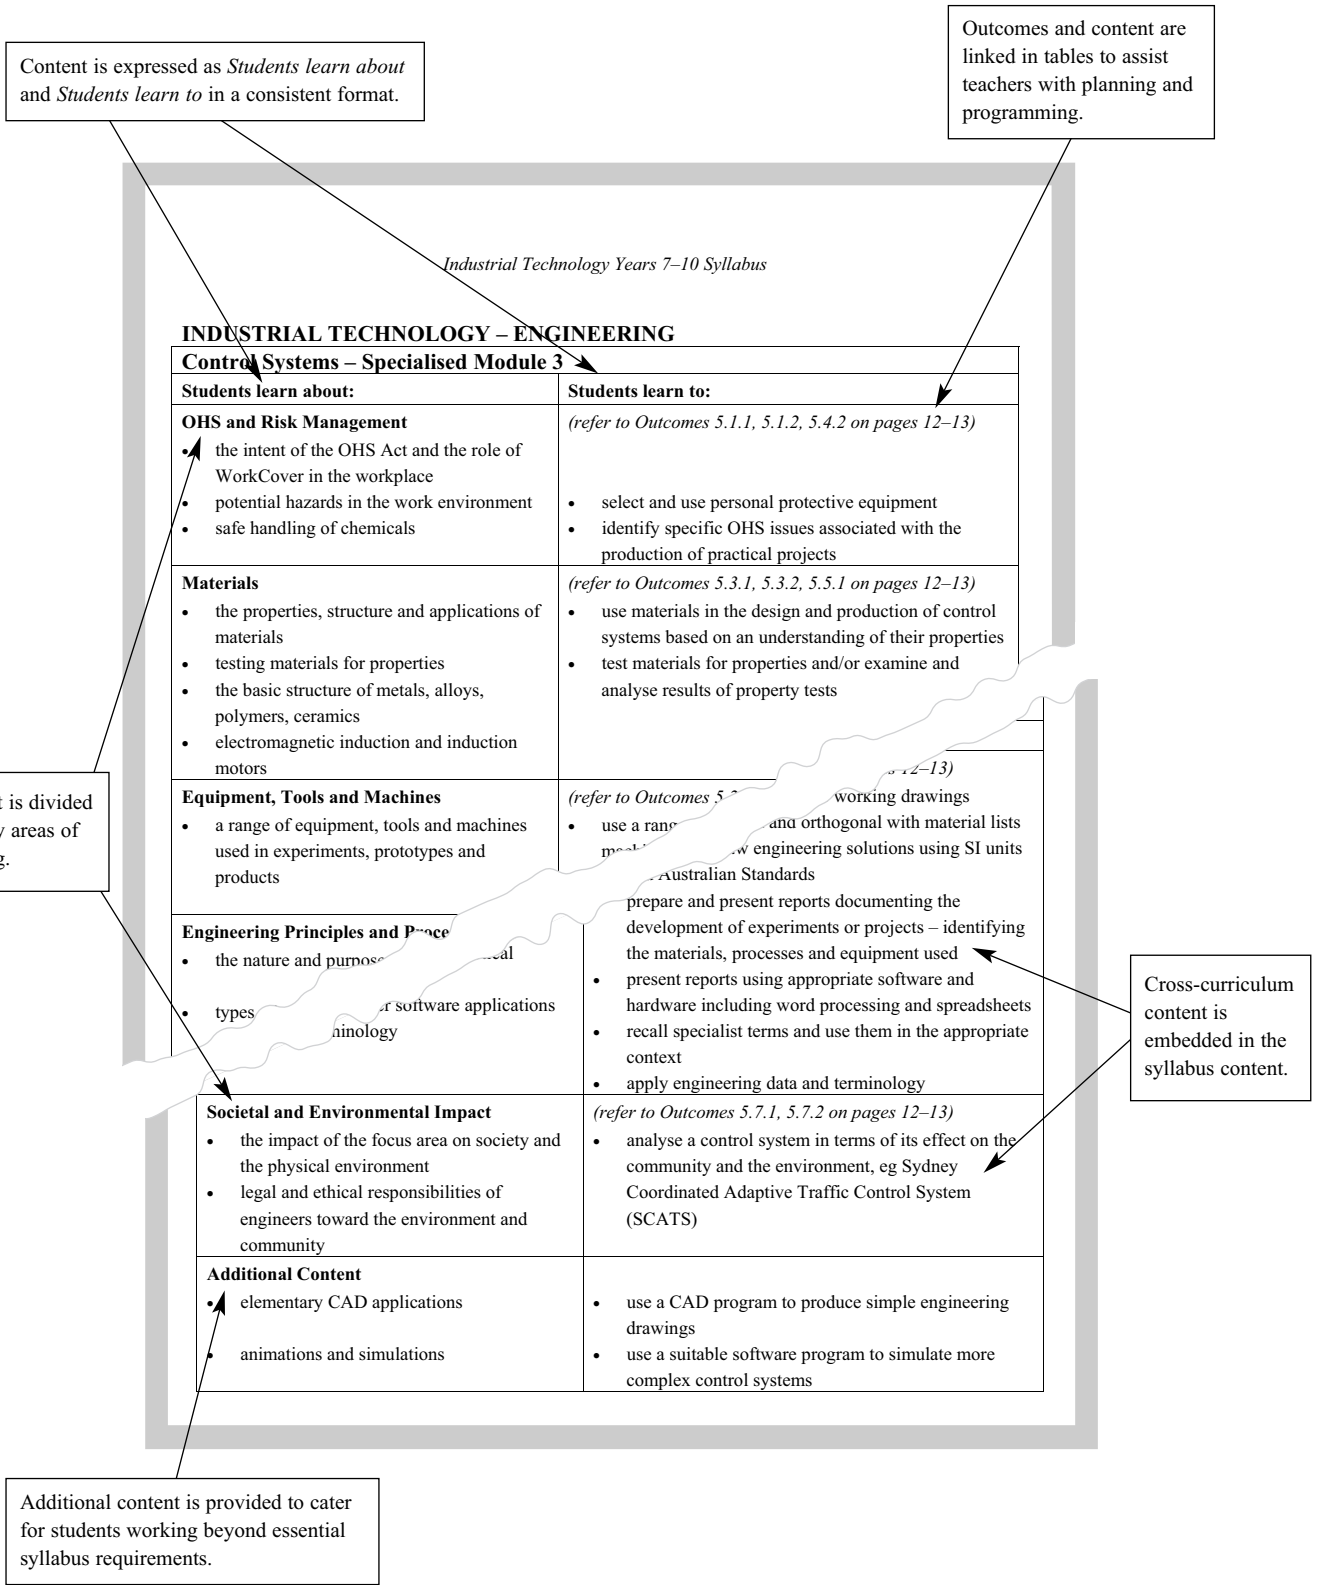 Content is expressed as Students learn about
and Students learn to in a consistent format.
Outcomes and content are
linked in tables to assist
teachers with planning and
programming.
Industrial Technology Years 7–10 Syllabus
INDUSTRIAL TECHNOLOGY – ENGINEERING
Control Systems – Specialised Module 3
Students learn about:
Students learn to:
OHS and Risk Management
• the intent of the OHS Act and the role of
WorkCover in the workplace
• potential hazards in the work environment
• safe handling of chemicals
(refer to Outcomes 5.1.1, 5.1.2, 5.4.2 on pages 12–13)
• select and use personal protective equipment
• identify specific OHS issues associated with the
production of practical projects
Materials
• the properties, structure and applications of
materials
• testing materials for properties
• the basic structure of metals, alloys,
polymers, ceramics
• electromagnetic induction and induction
motors
(refer to Outcomes 5.3.1, 5.3.2, 5.5.1 on pages 12–13)
• use materials in the design and production of control
systems based on an understanding of their properties
• test materials for properties and/or examine and
analyse results of property tests
Equipment, Tools and Machines
• a range of equipment, tools and machines
used in experiments, prototypes and
products
(refer to Outcomes
• use a
Engineering Principles and
• the nature and purpose
• types
software applications
12–13)
working drawings
and orthogonal with material lists
engineering solutions using SI units
Australian Standards
prepare and present reports documenting the
development of experiments or projects – identifying
the materials, processes and equipment used
• present reports using appropriate software and
hardware including word processing and spreadsheets
• recall specialist terms and use them in the appropriate
context
• apply engineering data and terminology
is divided
areas of
Societal and Environmental Impact
• the impact of the focus area on society and
the physical environment
• legal and ethical responsibilities of
engineers toward the environment and
community
(refer to Outcomes 5.7.1, 5.7.2 on pages 12–13)
• analyse a control system in terms of its effect on the
community and the environment, eg Sydney
Coordinated Adaptive Traffic Control System
(SCATS)
Additional Content
• elementary CAD applications
• animations and simulations
• use a CAD program to produce simple engineering
drawings
• use a suitable software program to simulate more
complex control systems
Cross-curriculum
content is
embedded in the
syllabus content.
Additional content is provided to cater
for students working beyond essential
syllabus requirements.